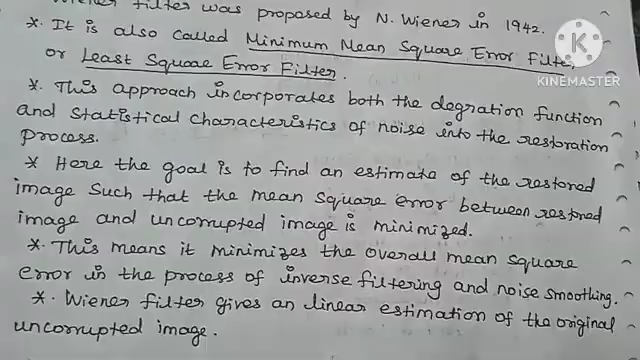 Wiener filter was proposed by N. Wiener in 1942.
* It is also called Minimum Mean Square Error Filter
or Least Square Error Filter.
KINEMASTER
*. This approach incorporates both the degration function
and statistical characteristics of noise into the restoration
process.
* Here the goal is to find an estimate of the restored
image such that the mean square error between restored
image and uncorrupted image is minimized.
*. This means it minimizes the overall mean square
error in the process of inverse filtering and noise smoothing.
*. Wiener filter gives an linear estimation of the original
uncorrupted image.